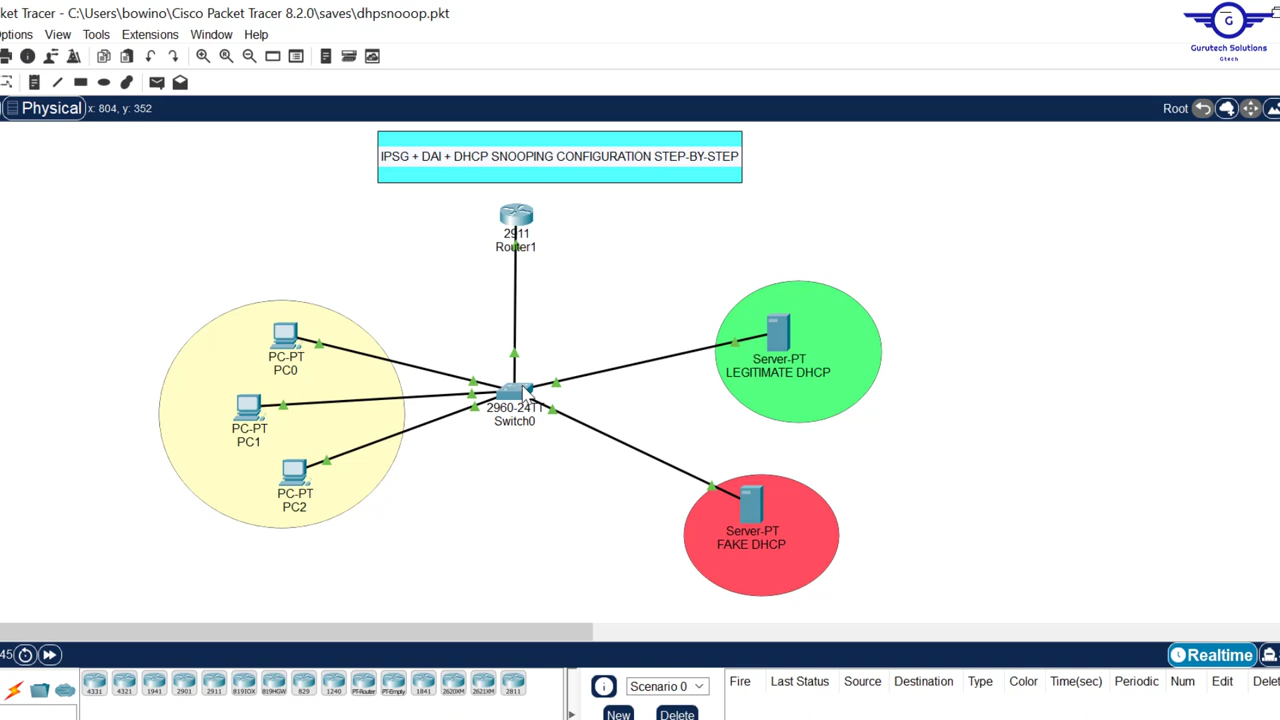 ket Tracer - C:\Users\bowino\Cisco Packet Tracer 8.2.0\saves\dhpsnooop.pkt
ptions View Tools Extensions Window Help
G
Gurutech Solutions
Gtech
Physical x: 804, y: 352
Root
IPSG + DAI + DHCP SNOOPING CONFIGURATION STEP-BY-STEP
2911
Router1
PC-PT
PC0
PC-PT
PC1
PC-PT
PC2
2960-24TT
Switch0
Server-PT
LEGITIMATE DHCP
Server-PT
FAKE DHCP
45
Realtime
4331 4321 1941 2901 2911 819IOX 819HGW 829 1240 PT-Router PT-Empty 1841 2620XM 2621XM 2811
Scenario 0
New Delete
Fire Last Status Source Destination Type Color Time(sec) Periodic Num Edit Delet